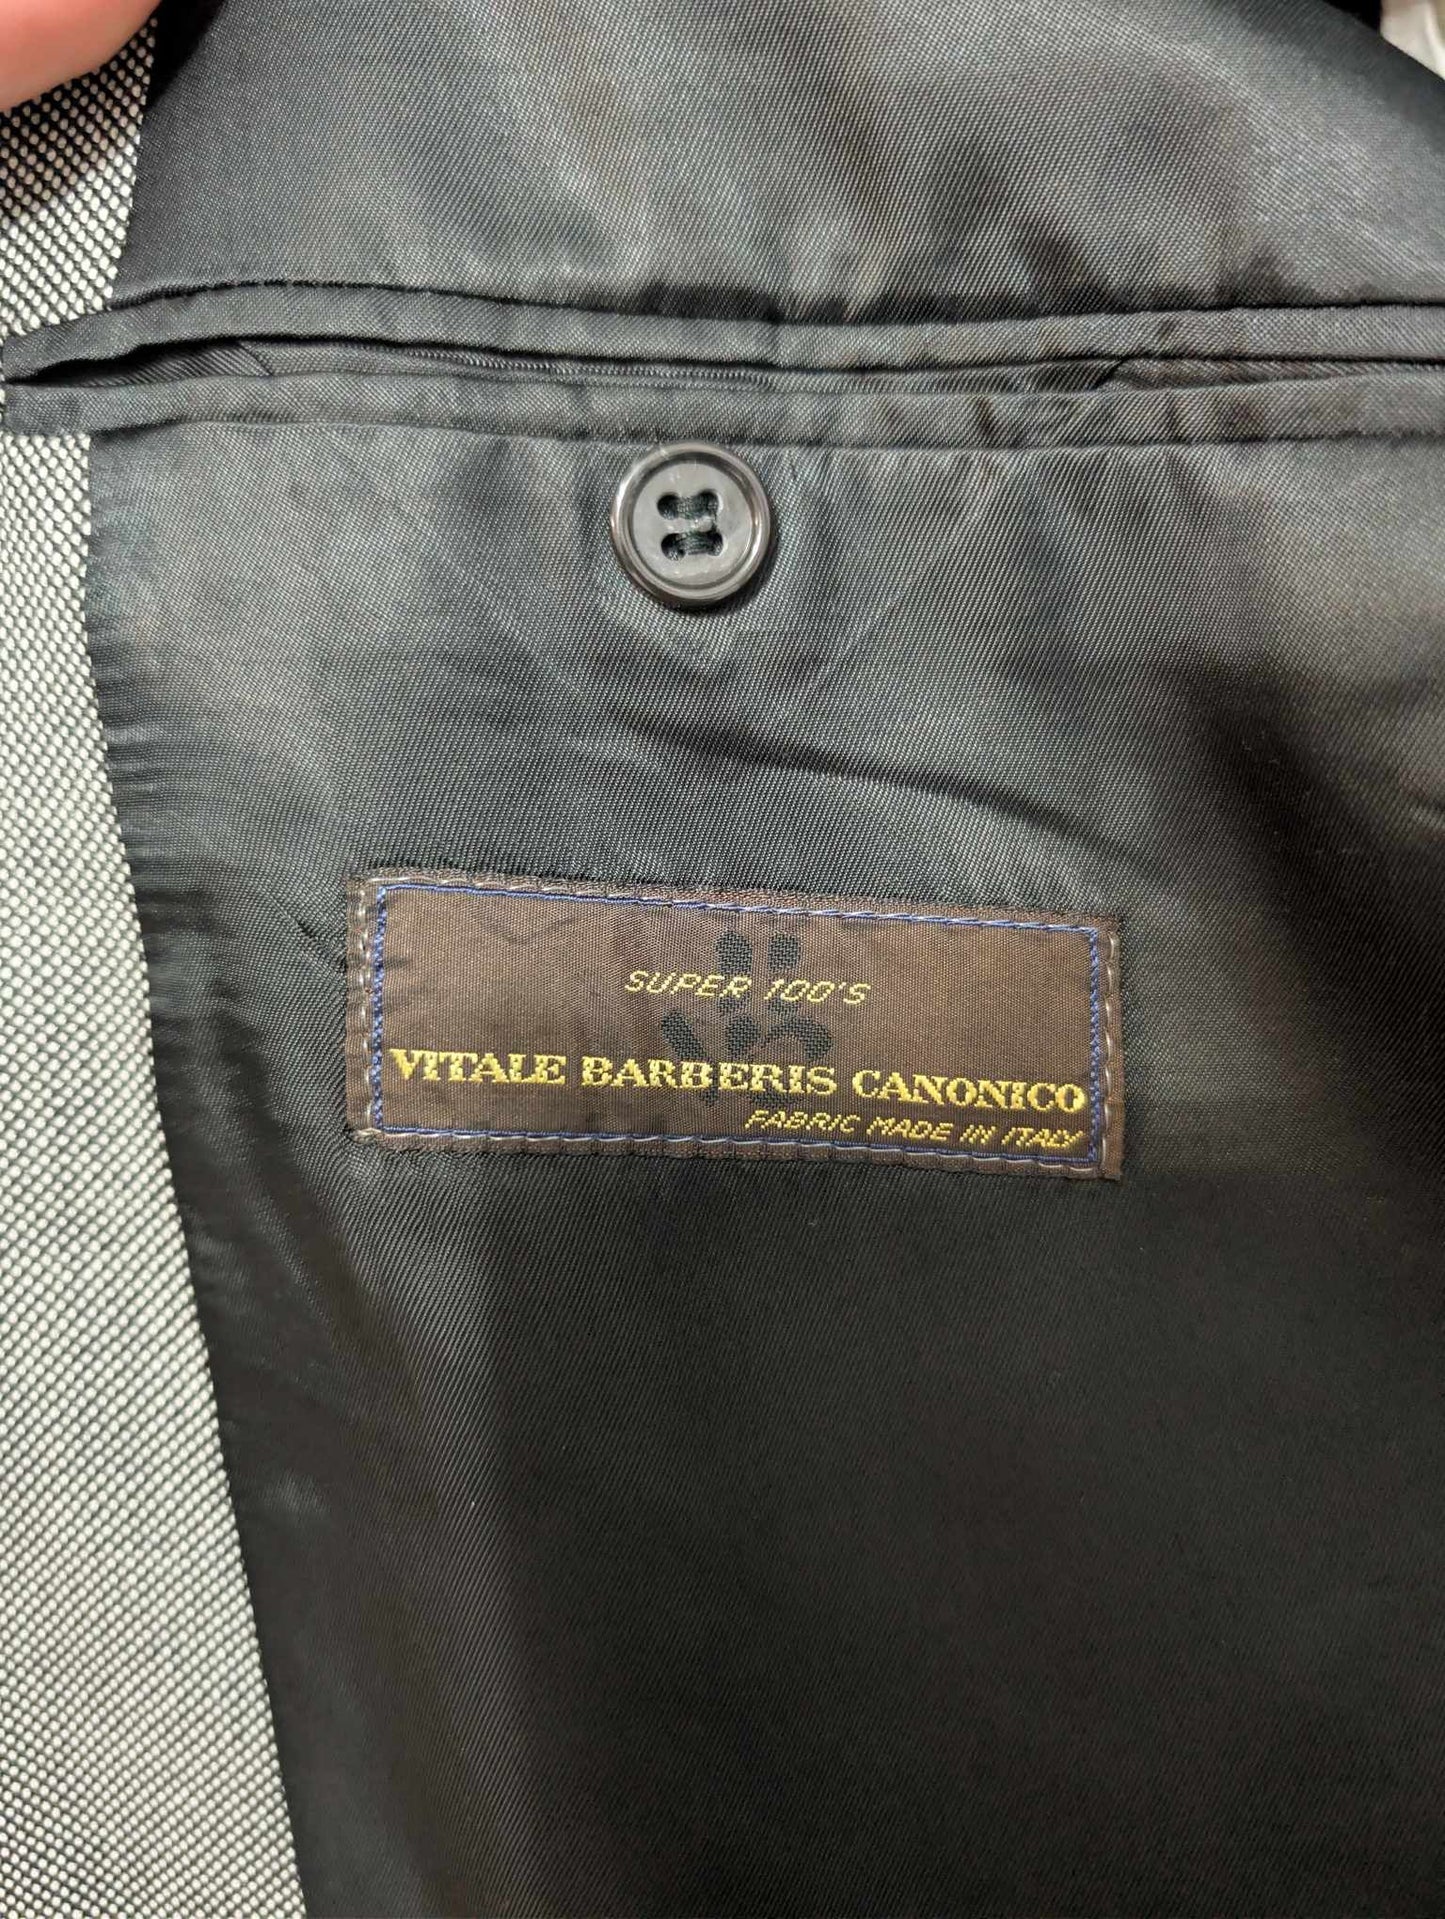 SUPER 100'S
VITALE BARBERIS CANONICO
FABRIC MADE IN ITALY